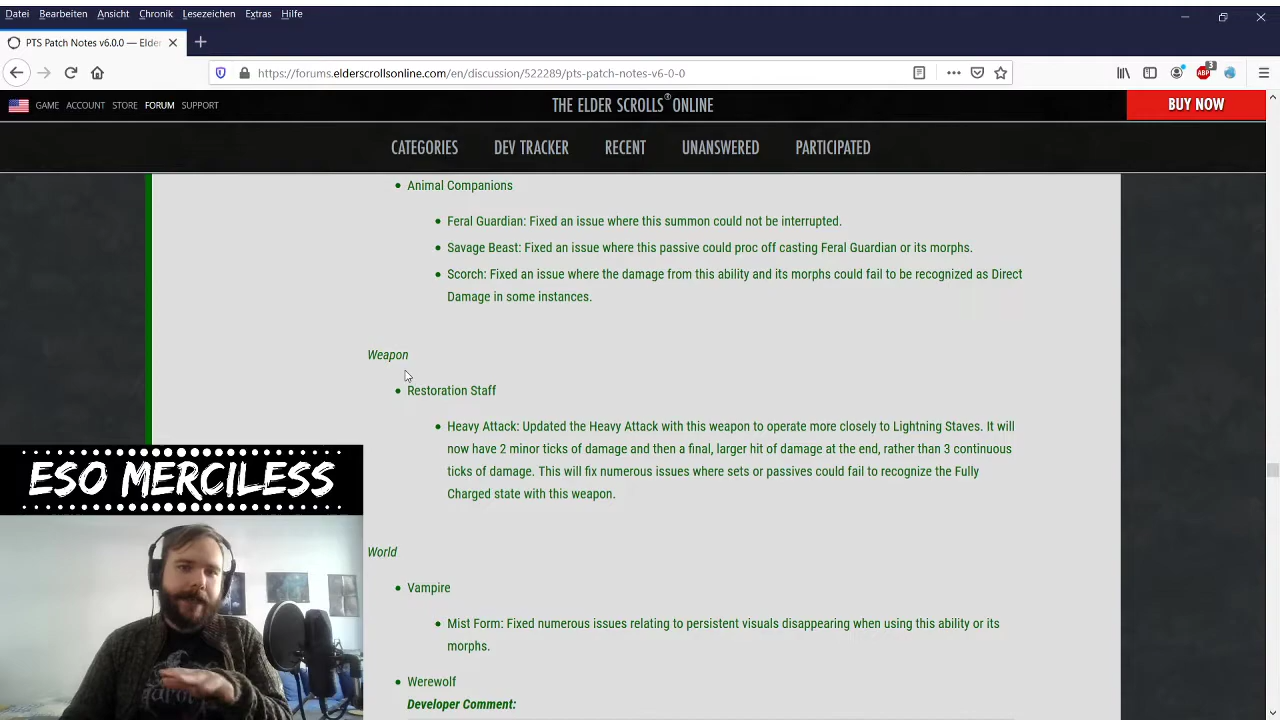 Datei Bearbeiten Ansicht Chronik Lesezeichen Extras Hilfe
PTS Patch Notes v6.0.0 — Elder
https://forums.elderscrollsonline.com/en/discussion/522289/pts-patch-notes-v6-0-0
ABP 3
GAME ACCOUNT STORE FORUM SUPPORT
THE ELDER SCROLLS® ONLINE
BUY NOW
CATEGORIES DEV TRACKER RECENT UNANSWERED PARTICIPATED
Animal Companions
Feral Guardian: Fixed an issue where this summon could not be interrupted.
Savage Beast: Fixed an issue where this passive could proc off casting Feral Guardian or its morphs.
Scorch: Fixed an issue where the damage from this ability and its morphs could fail to be recognized as Direct
Damage in some instances.
Weapon
Restoration Staff
Heavy Attack: Updated the Heavy Attack with this weapon to operate more closely to Lightning Staves. It will
now have 2 minor ticks of damage and then a final, larger hit of damage at the end, rather than 3 continuous
ticks of damage. This will fix numerous issues where sets or passives could fail to recognize the Fully
Charged state with this weapon.
ESO MERCILESS
World
Vampire
Mist Form: Fixed numerous issues relating to persistent visuals disappearing when using this ability or its
morphs.
Werewolf
Developer Comment: